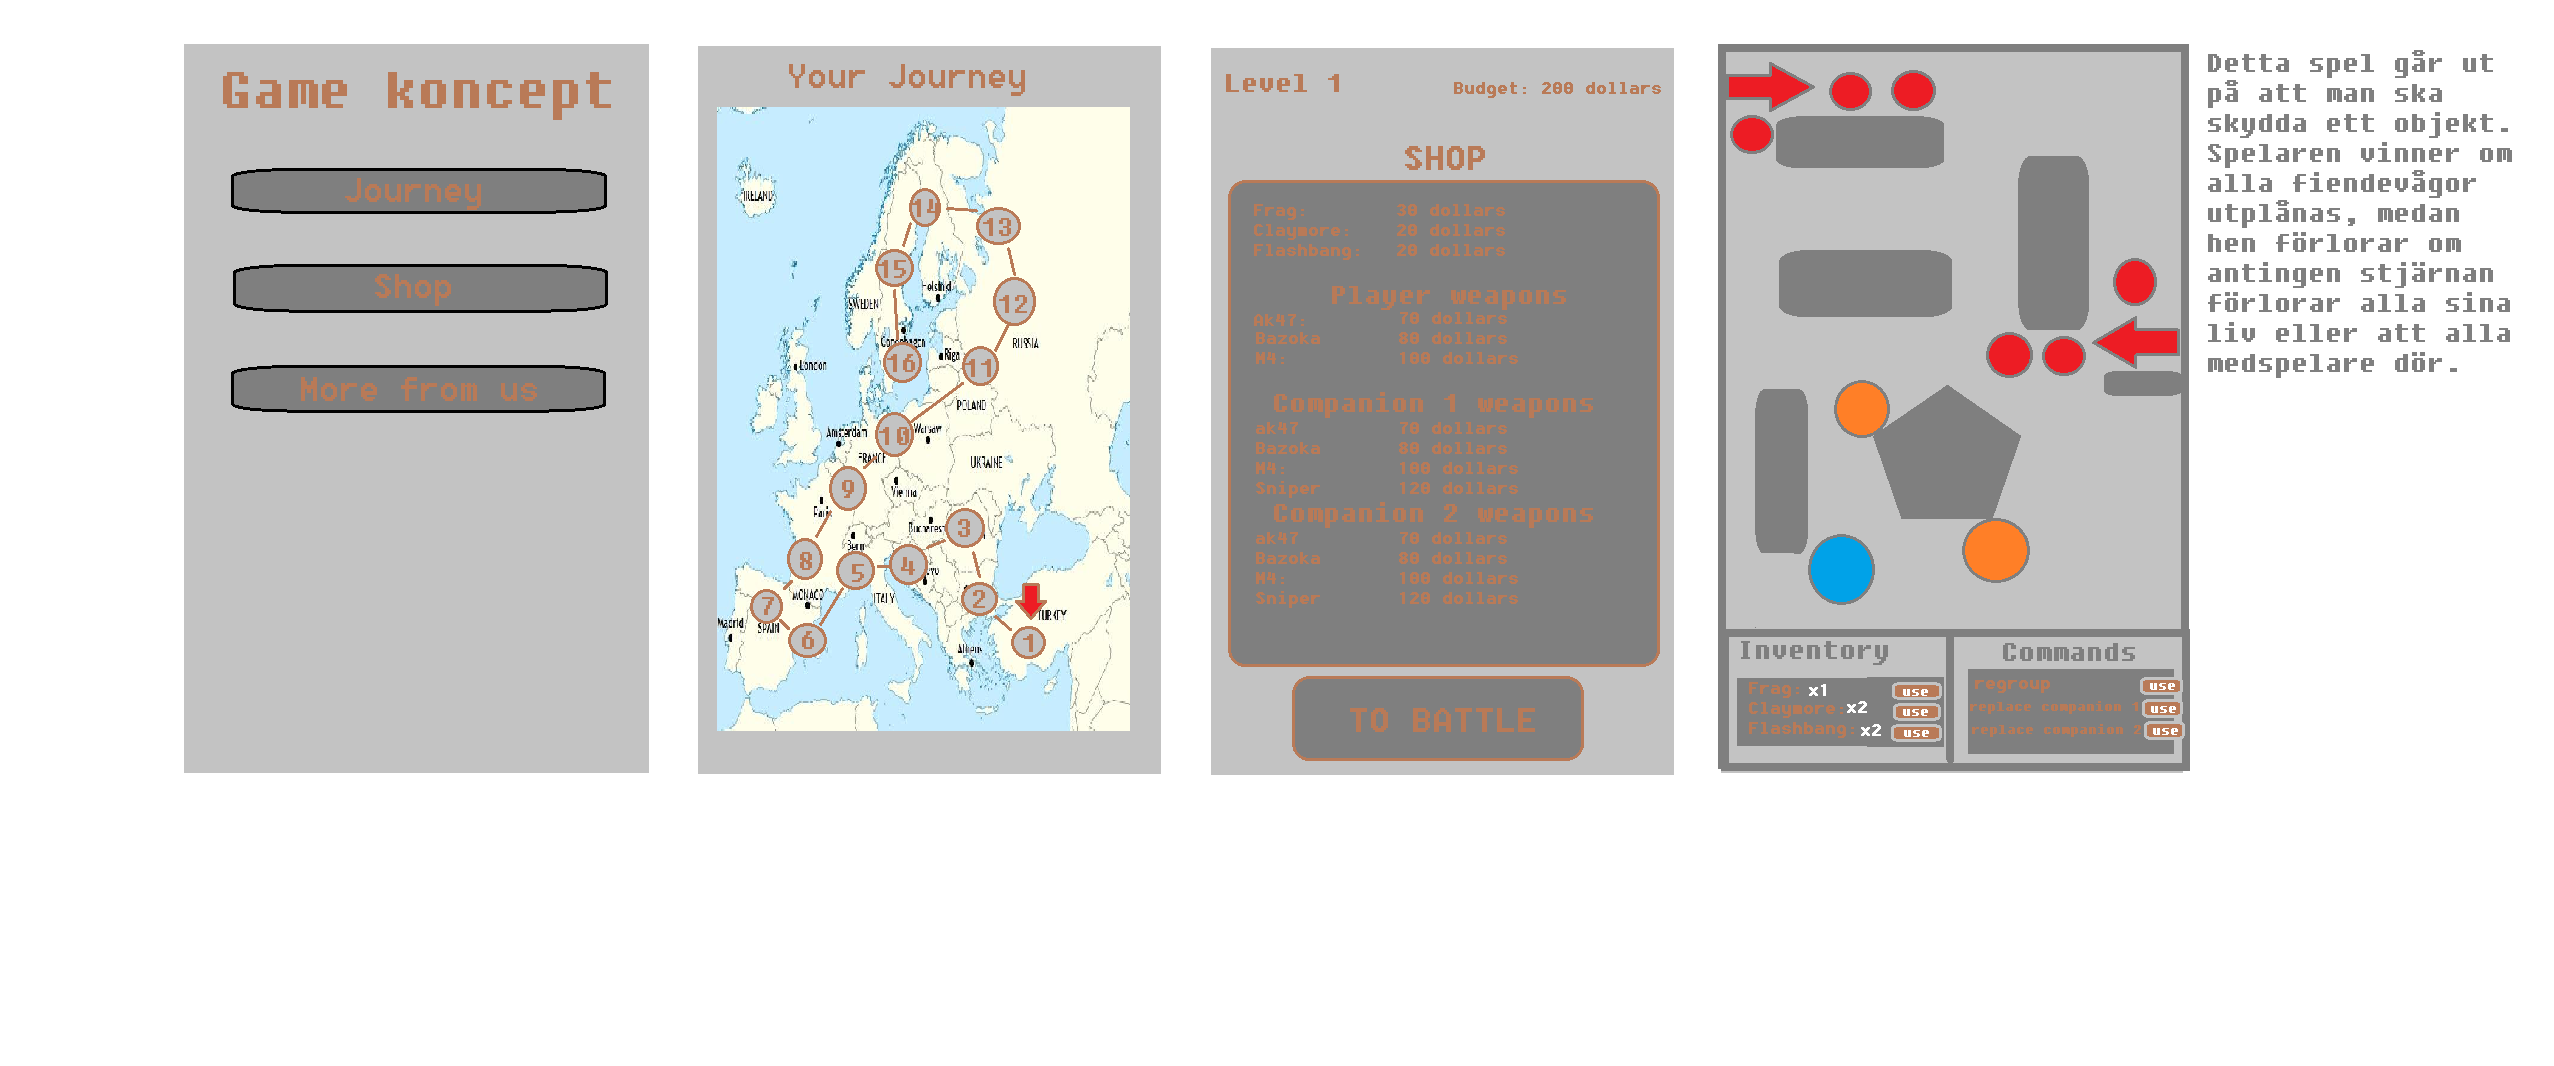 Game koncept
Journey
Shop
More from us
Your Journey
IRELAND
14
13
15
Helsinki
12
SWEDEN
Copenhagen
RUSSIA
16
Riga
11
London
POLAND
10
Amsterdam
Warsaw
FRANCE
UKRAINE
9
Vienna
Paris
3
Bucharest
Bern
8
4
5
2
MONACO
ITALY
7
TURKEY
Madrid
SPAIN
6
1
Athens
Level 1
Budget: 200 dollars
SHOP
Frag: 30 dollars
Claymore: 20 dollars
Flashbang: 20 dollars
Player weapons
Ak47: 70 dollars
Bazoka 80 dollars
M4: 100 dollars
Companion 1 weapons
ak47 70 dollars
Bazoka 80 dollars
M4: 100 dollars
Sniper 120 dollars
Companion 2 weapons
ak47 70 dollars
Bazoka 80 dollars
M4: 100 dollars
Sniper 120 dollars
TO BATTLE
Inventory
Frag: x1 use
Claymore: x2 use
Flashbang: x2 use
Commands
regroup use
replace companion 1 use
replace companion 2 use
Detta spel går ut
på att man ska
skydda ett objekt.
Spelaren vinner om
alla fiendevågor
utplånas, medan
hen förlorar om
antingen stjärnan
förlorar alla sina
liv eller att alla
medspelare dör.